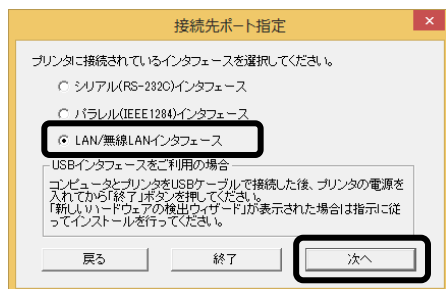 接続先ポート指定
プリンタに接続されているインタフェースを選択してください。
シリアル(RS-232C)インタフェース
パラレル(IEEE1284)インタフェース
LAN/無線LANインタフェース
USBインタフェースをご利用の場合
コンピュータとプリンタをUSBケーブルで接続した後、プリンタの電源を
入れてから「終了」ボタンを押してください。
「新しいハードウェアの検出ウィザード」が表示された場合は指示に従
ってインストールを行ってください。
戻る 終了 次へ